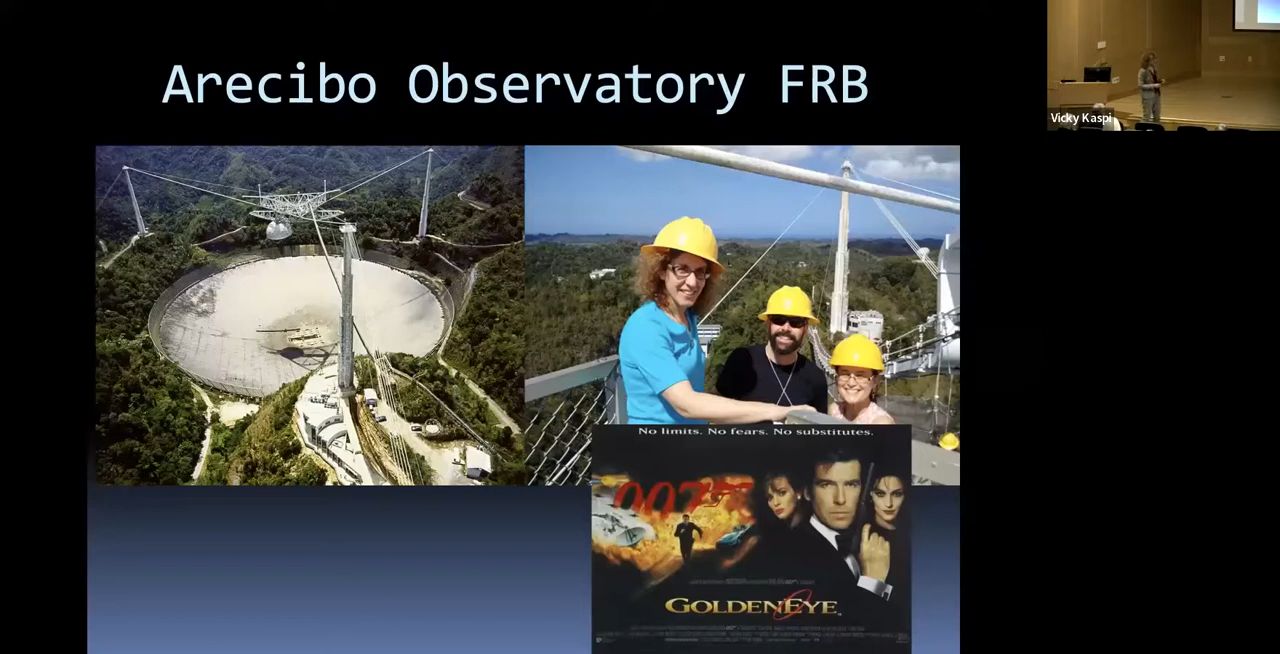 Arecibo Observatory FRB
Vicky Kaspi
No limits. No fears. No substitutes.
007
GOLDENEYE